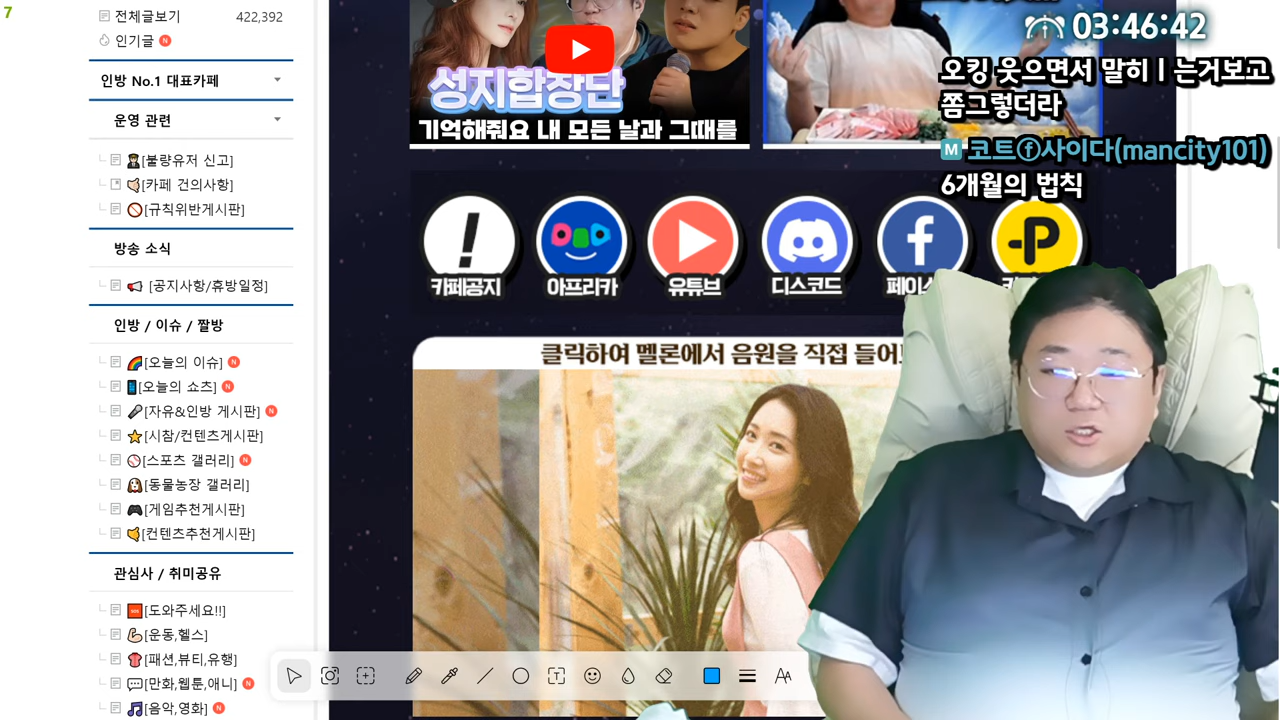 7
전체글보기 422,392
인기글 N
인방 No.1 대표카페
운영 관련
[불량유저 신고]
[카페 건의사항]
[규칙위반게시판]
방송 소식
[공지사항/휴방일정]
인방 / 이슈 / 짤방
[오늘의 이슈] N
[오늘의 쇼츠] N
[자유&인방 게시판] N
[시참/컨텐츠게시판]
[스포츠 갤러리] N
[동물농장 갤러리]
[게임추천게시판]
[컨텐츠추천게시판]
관심사 / 취미공유
[도와주세요!!]
[운동,헬스]
[패션,뷰티,유행]
[만화,웹툰,애니] N
[음악,영화] N
성지합창단
기억해줘요 내 모든 날과 그때를
카페공지 아프리카 유튜브 디스코드 페이스
클릭하여 멜론에서 음원을 직접 들어
03:46:42
오킹 웃으면서 말히ㅣ는거보고
쫌그렇더라
M 코트ⓕ사이다(mancity101)
6개월의 법칙